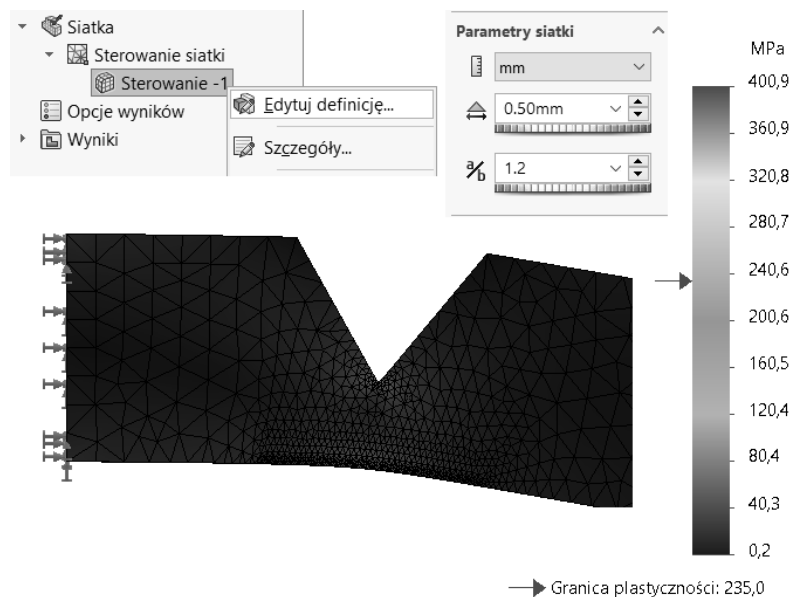 Siatka
Sterowanie siatki
Sterowanie -1
Opcje wyników
Wyniki
Edytuj definicję...
Szczegóły...
Parametry siatki
mm
0.50mm
a/b
1.2
MPa
400,9
360,9
320,8
280,7
240,6
200,6
160,5
120,4
80,4
40,3
0,2
Granica plastyczności: 235,0